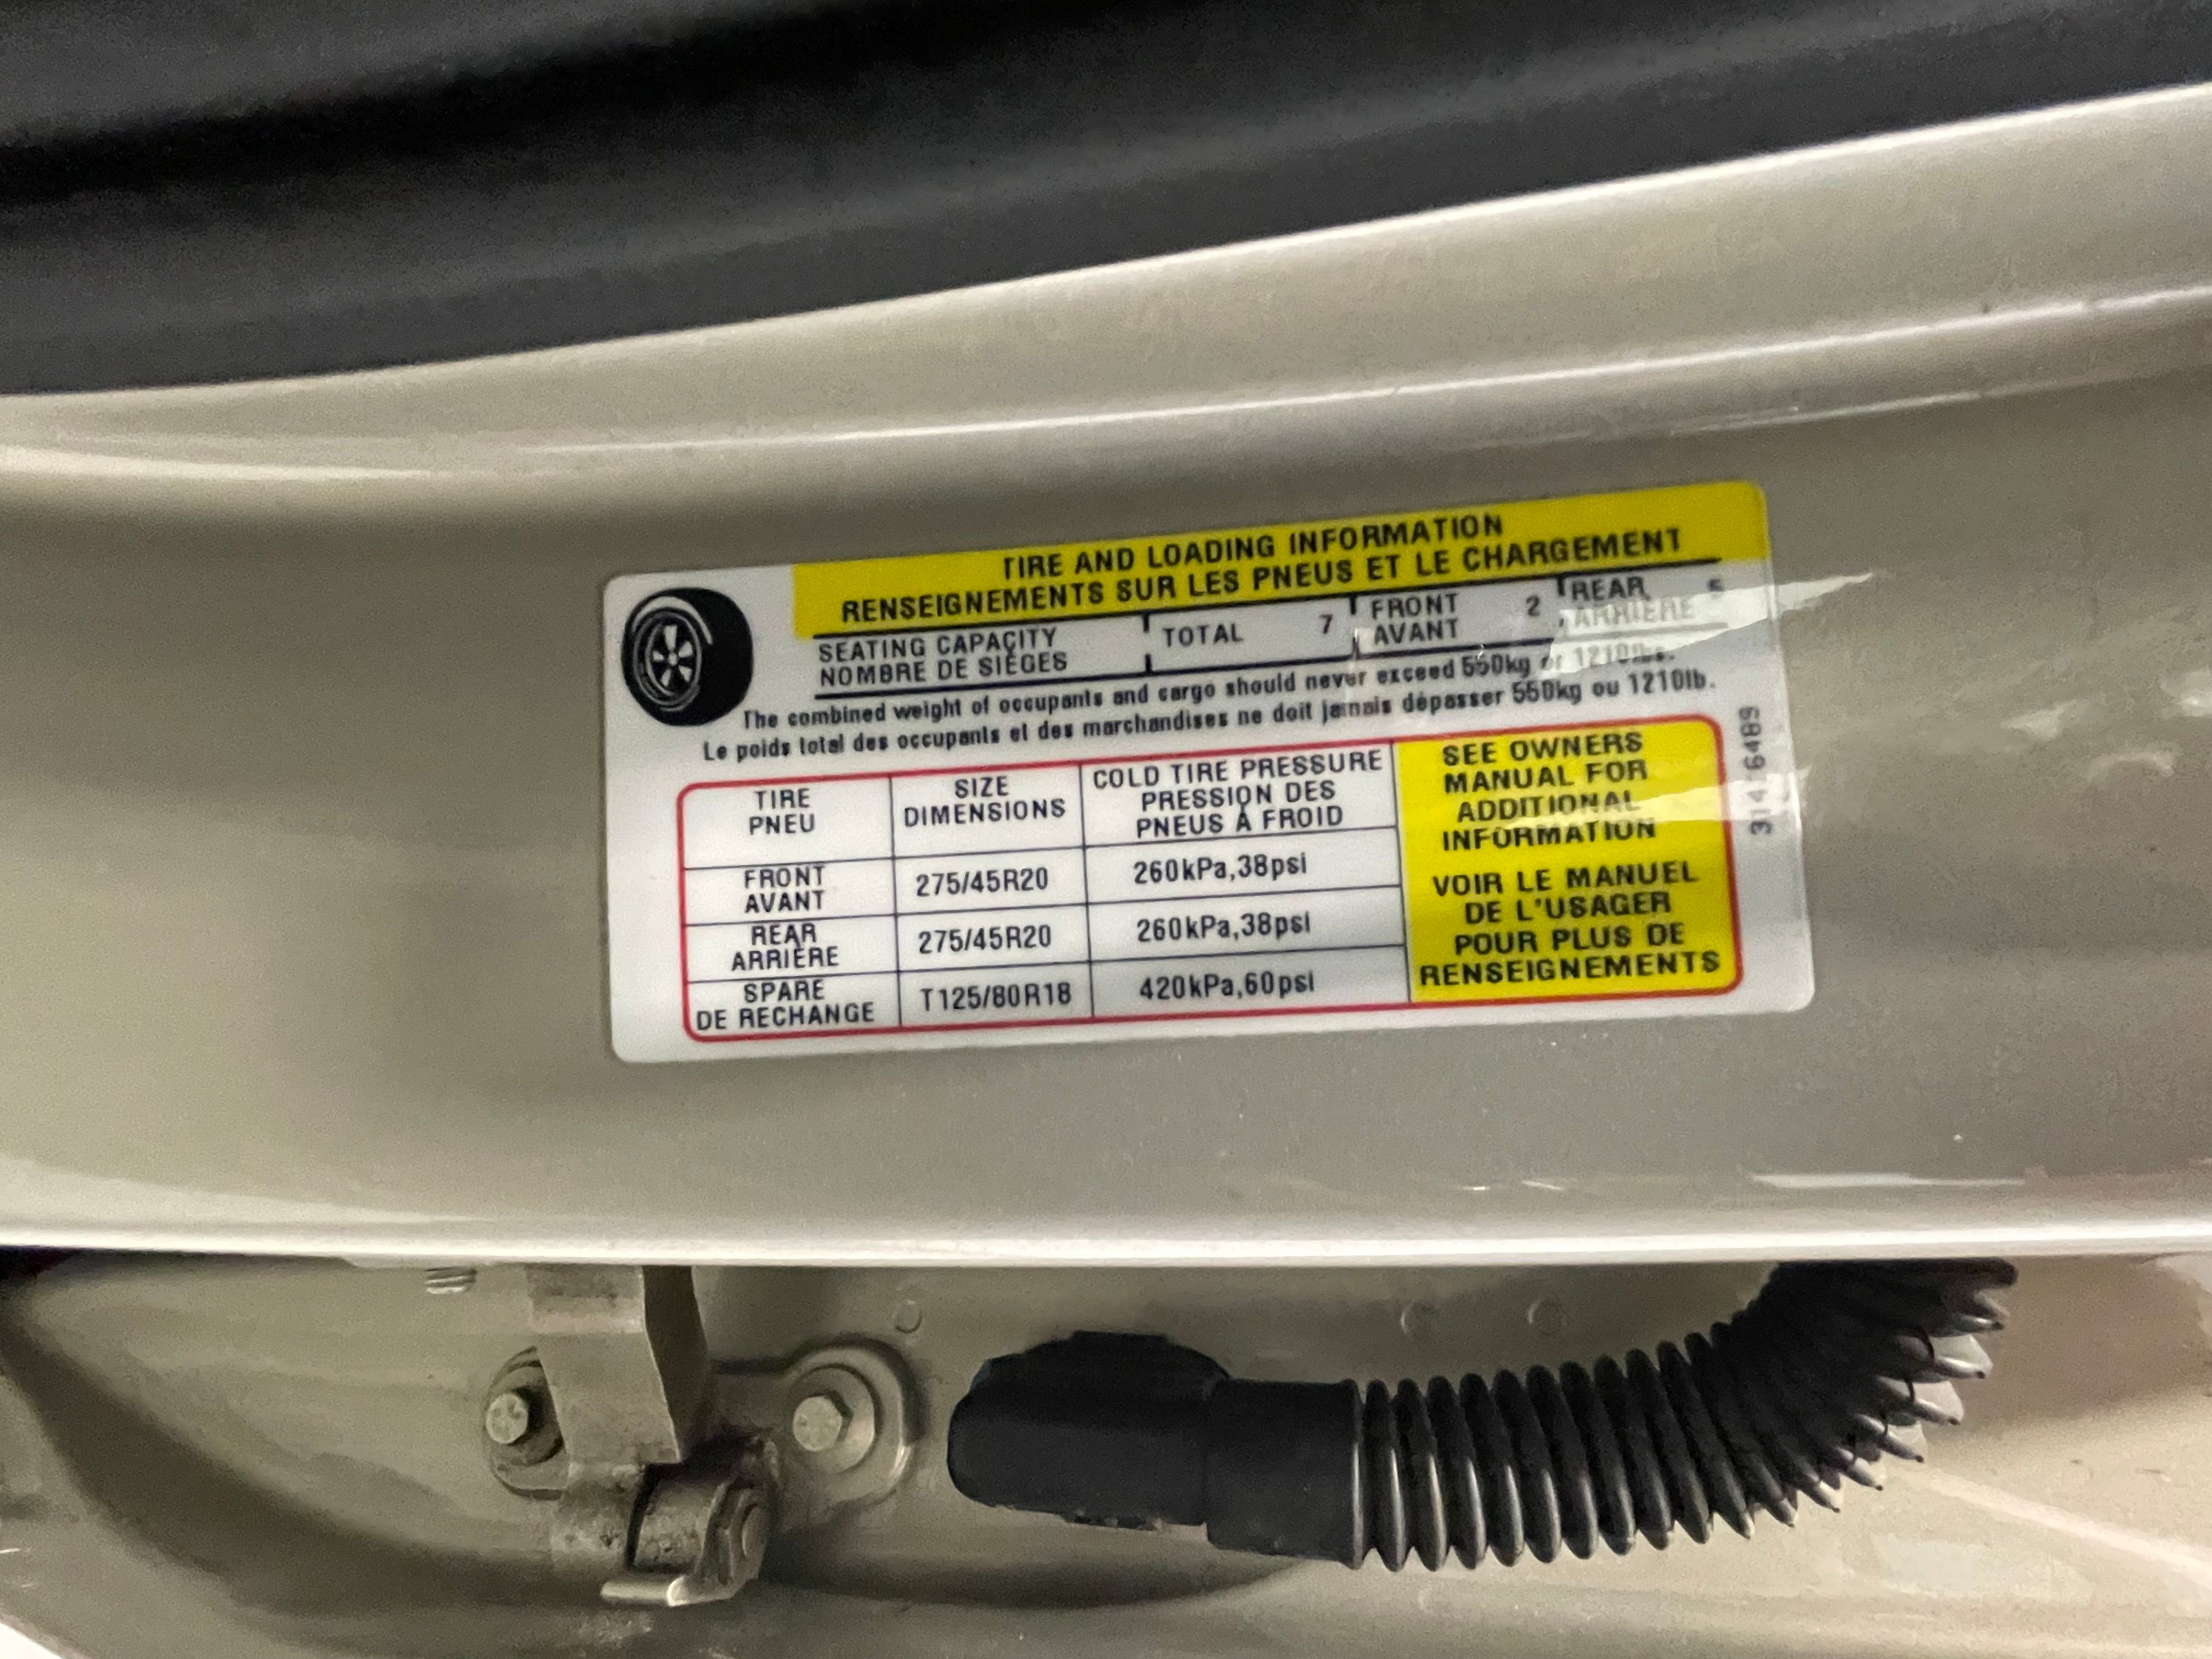 TIRE AND LOADING INFORMATION
RENSEIGNEMENTS SUR LES PNEUS ET LE CHARGEMENT
SEATING CAPACITY
NOMBRE DE SIÈGES
TOTAL 7
FRONT
AVANT 2
REAR
ARRIÈRE 5
The combined weight of occupants and cargo should never exceed 550kg or 1210lbs.
Le poids total des occupants et des marchandises ne doit jamais dépasser 550kg ou 1210lb.
TIRE
PNEU
SIZE
DIMENSIONS
COLD TIRE PRESSURE
PRESSION DES
PNEUS À FROID
FRONT
AVANT
275/45R20
260kPa,38psi
REAR
ARRIÈRE
275/45R20
260kPa,38psi
SPARE
DE RECHANGE
T125/80R18
420kPa,60psi
SEE OWNERS
MANUAL FOR
ADDITIONAL
INFORMATION
VOIR LE MANUEL
DE L'USAGER
POUR PLUS DE
RENSEIGNEMENTS